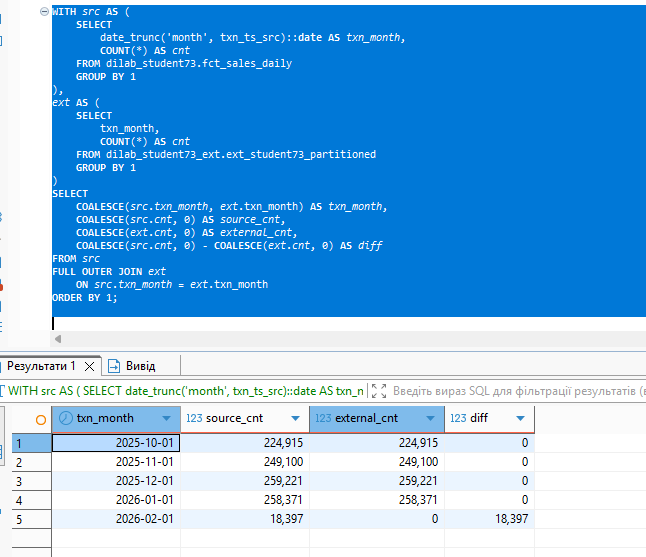 WITH src AS (
SELECT
date_trunc('month', txn_ts_src)::date AS txn_month,
COUNT(*) AS cnt
FROM dilab_student73.fct_sales_daily
GROUP BY 1
),
ext AS (
SELECT
txn_month,
COUNT(*) AS cnt
FROM dilab_student73_ext.ext_student73_partitioned
GROUP BY 1
)
SELECT
COALESCE(src.txn_month, ext.txn_month) AS txn_month,
COALESCE(src.cnt, 0) AS source_cnt,
COALESCE(ext.cnt, 0) AS external_cnt,
COALESCE(src.cnt, 0) - COALESCE(ext.cnt, 0) AS diff
FROM src
FULL OUTER JOIN ext
ON src.txn_month = ext.txn_month
ORDER BY 1;
Результати 1 Вивід
WITH src AS ( SELECT date_trunc('month', txn_ts_src)::date AS txn_n Введіть вираз SQL для фільтрації результатів (в
txn_month 123 source_cnt 123 external_cnt 123 diff
1 2025-10-01 224,915 224,915 0
2 2025-11-01 249,100 249,100 0
3 2025-12-01 259,221 259,221 0
4 2026-01-01 258,371 258,371 0
5 2026-02-01 18,397 0 18,397